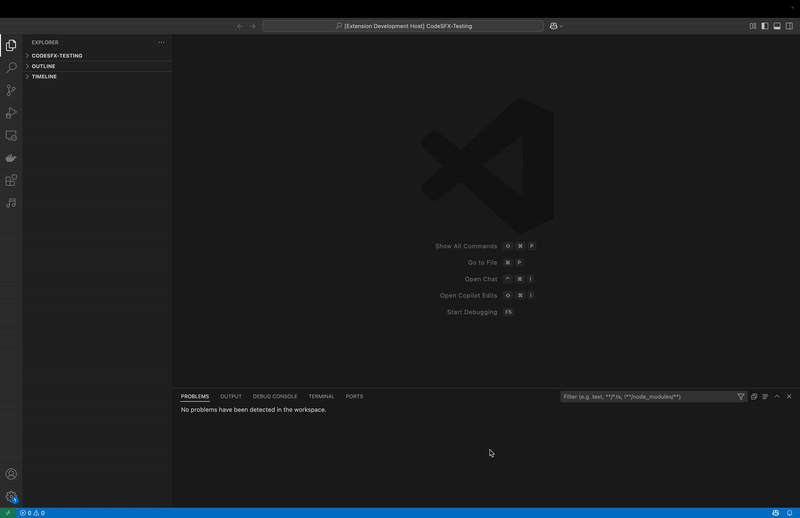 [Extension Development Host] CodeSFX-Testing
EXPLORER
CODESFX-TESTING
OUTLINE
TIMELINE
Show All Commands ⇧ ⌘ P
Go to File ⌘ P
Open Chat ⌃ ⌘ I
Open Copilot Edits ⇧ ⌘ I
Start Debugging F5
PROBLEMS OUTPUT DEBUG CONSOLE TERMINAL PORTS Filter (e.g. text, **/*.ts, !**/node_modules/**)
No problems have been detected in the workspace.
1
0 0